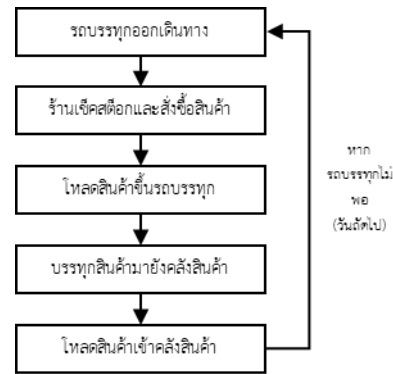 รถบรรทุกออกเดินทาง
ร้านเช็คสต็อกและสั่งซื้อสินค้า
โหลดสินค้าขึ้นรถบรรทุก
บรรทุกสินค้ามายังคลังสินค้า
โหลดสินค้าเข้าคลังสินค้า
หาก
รถบรรทุกไม่
พอ
(วันถัดไป)